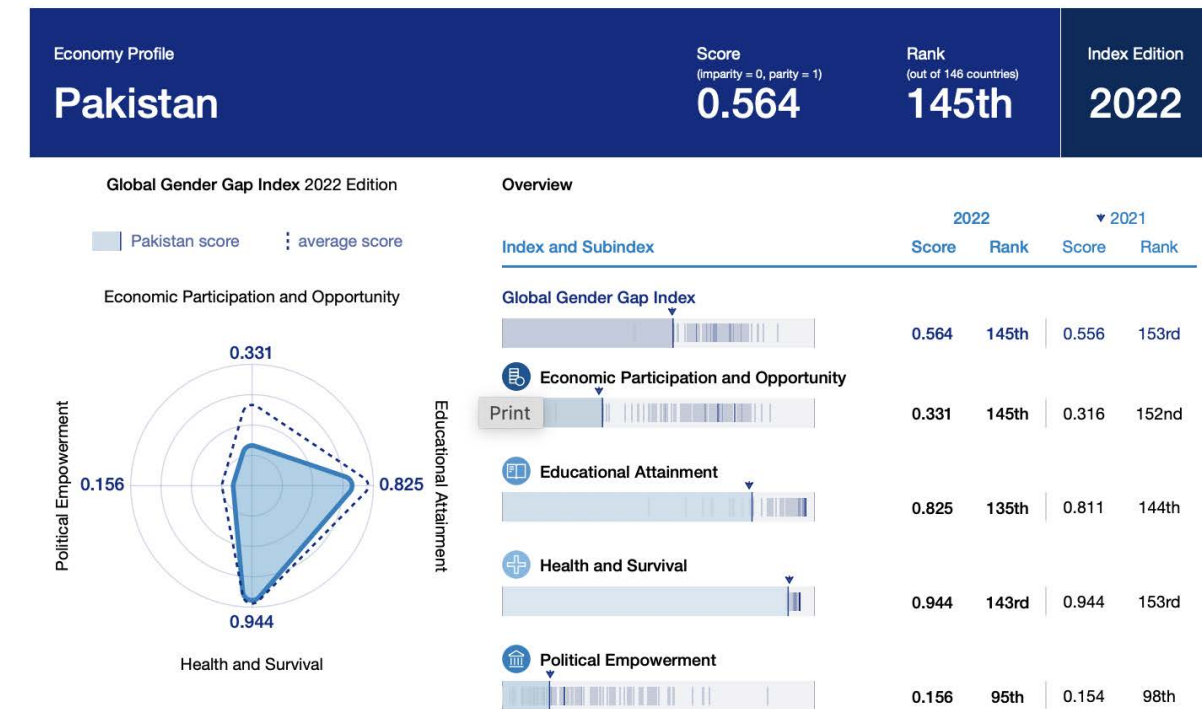 Economy Profile
Pakistan
Score
(imparity = 0, parity = 1)
0.564
Rank
(out of 146 countries)
145th
Index Edition
2022
Global Gender Gap Index 2022 Edition
Pakistan score
average score
Economic Participation and Opportunity
0.331
Political Empowerment
0.156
0.825
Educational Attainment
0.944
Health and Survival
Overview
2022 2021
Index and Subindex Score Rank Score Rank
Global Gender Gap Index
0.564 145th 0.556 153rd
Economic Participation and Opportunity
Print
0.331 145th 0.316 152nd
Educational Attainment
0.825 135th 0.811 144th
Health and Survival
0.944 143rd 0.944 153rd
Political Empowerment
0.156 95th 0.154 98th